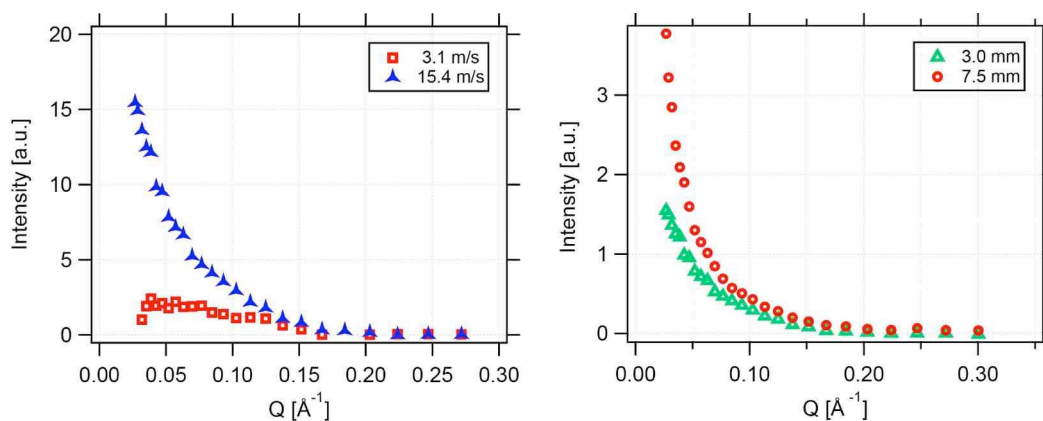 20
15
10
5
0
Intensity [a.u.]
3.1 m/s
15.4 m/s
0.00 0.05 0.10 0.15 0.20 0.25 0.30
Q [Å⁻¹]
3
2
1
0
Intensity [a.u.]
3.0 mm
7.5 mm
0.00 0.10 0.20 0.30
Q [Å⁻¹]